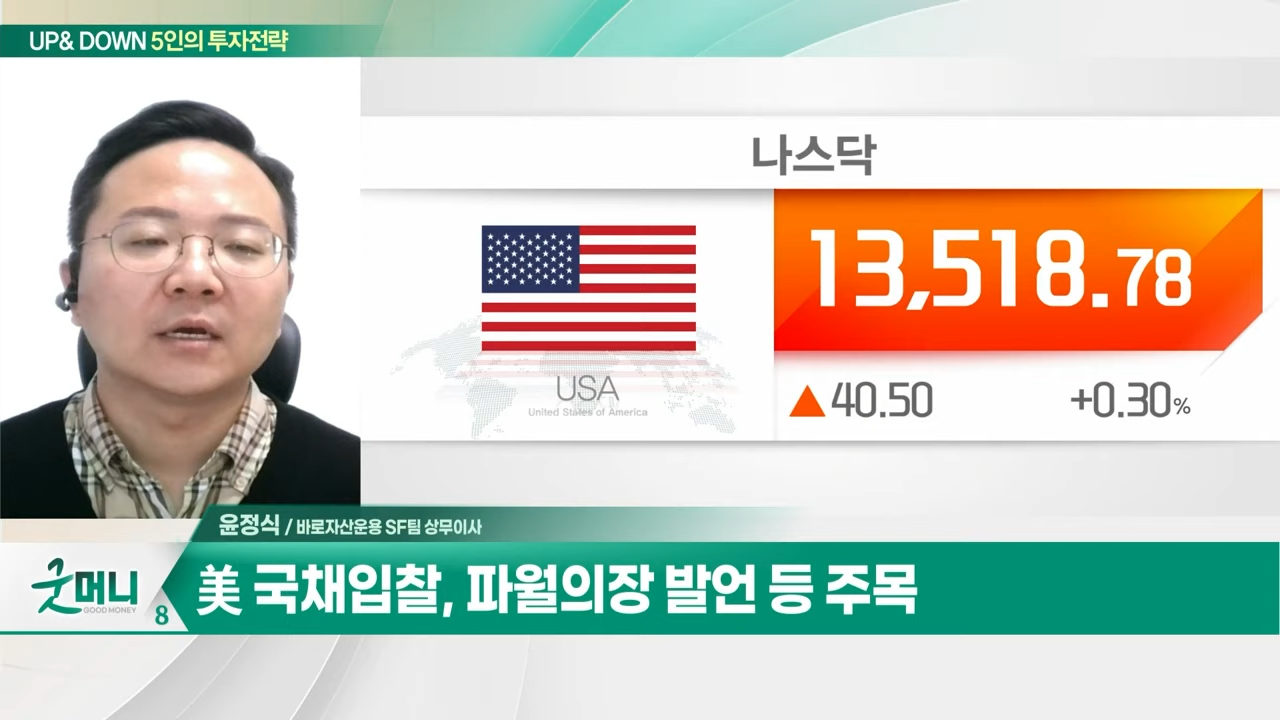 UP& DOWN 5인의 투자전략
나스닥
13,518.78
▲40.50 +0.30%
USA
United States of America
윤정식 / 바로자산운용 SF팀 상무이사
굿머니
GOOD MONEY
8
美 국채입찰, 파월의장 발언 등 주목